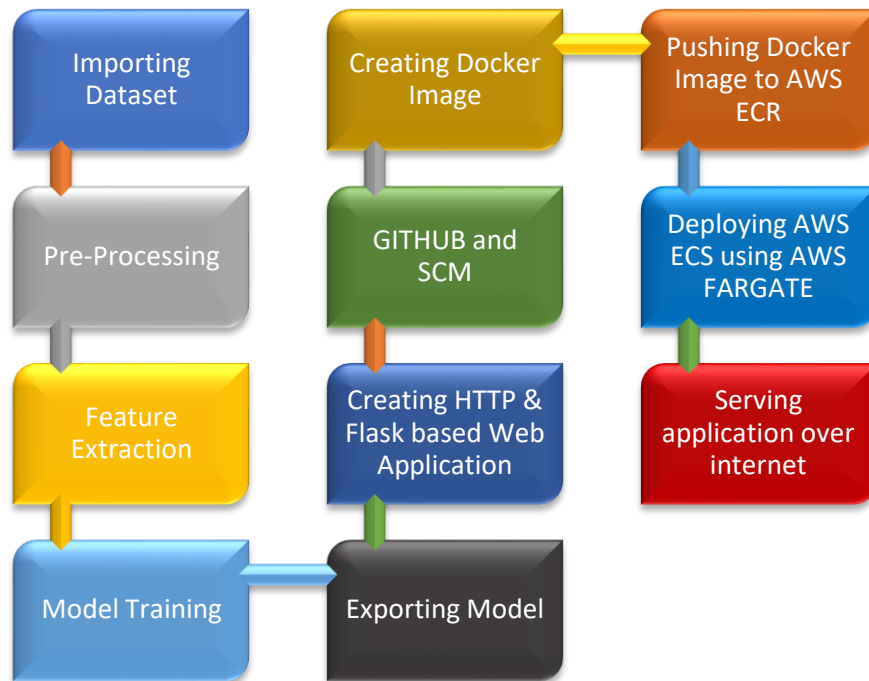 Importing
Dataset
Pre-Processing
Feature
Extraction
Model Training
Exporting Model
Creating HTTP &
Flask based Web
Application
GITHUB and
SCM
Creating Docker
Image
Pushing Docker
Image to AWS
ECR
Deploying AWS
ECS using AWS
FARGATE
Serving
application over
internet